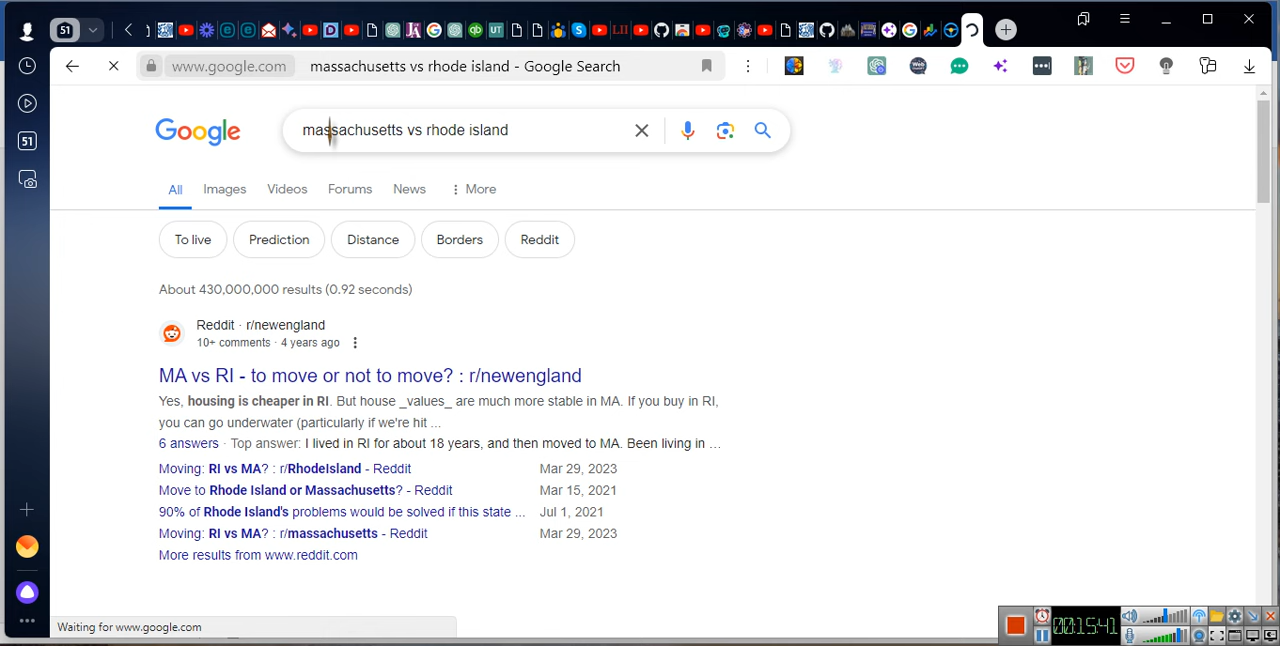 51
www.google.com massachusetts vs rhode island - Google Search
Google
massachusetts vs rhode island
51
All Images Videos Forums News More
To live Prediction Distance Borders Reddit
About 430,000,000 results (0.92 seconds)
Reddit · r/newengland
10+ comments · 4 years ago
MA vs RI - to move or not to move? : r/newengland
Yes, housing is cheaper in RI. But house _values_ are much more stable in MA. If you buy in RI,
you can go underwater (particularly if we're hit ...
6 answers · Top answer: I lived in RI for about 18 years, and then moved to MA. Been living in ...
Moving: RI vs MA? : r/RhodeIsland - Reddit Mar 29, 2023
Move to Rhode Island or Massachusetts? - Reddit Mar 15, 2021
90% of Rhode Island's problems would be solved if this state ... Jul 1, 2021
Moving: RI vs MA? : r/massachusetts - Reddit Mar 29, 2023
More results from www.reddit.com
Waiting for www.google.com
00:15:41